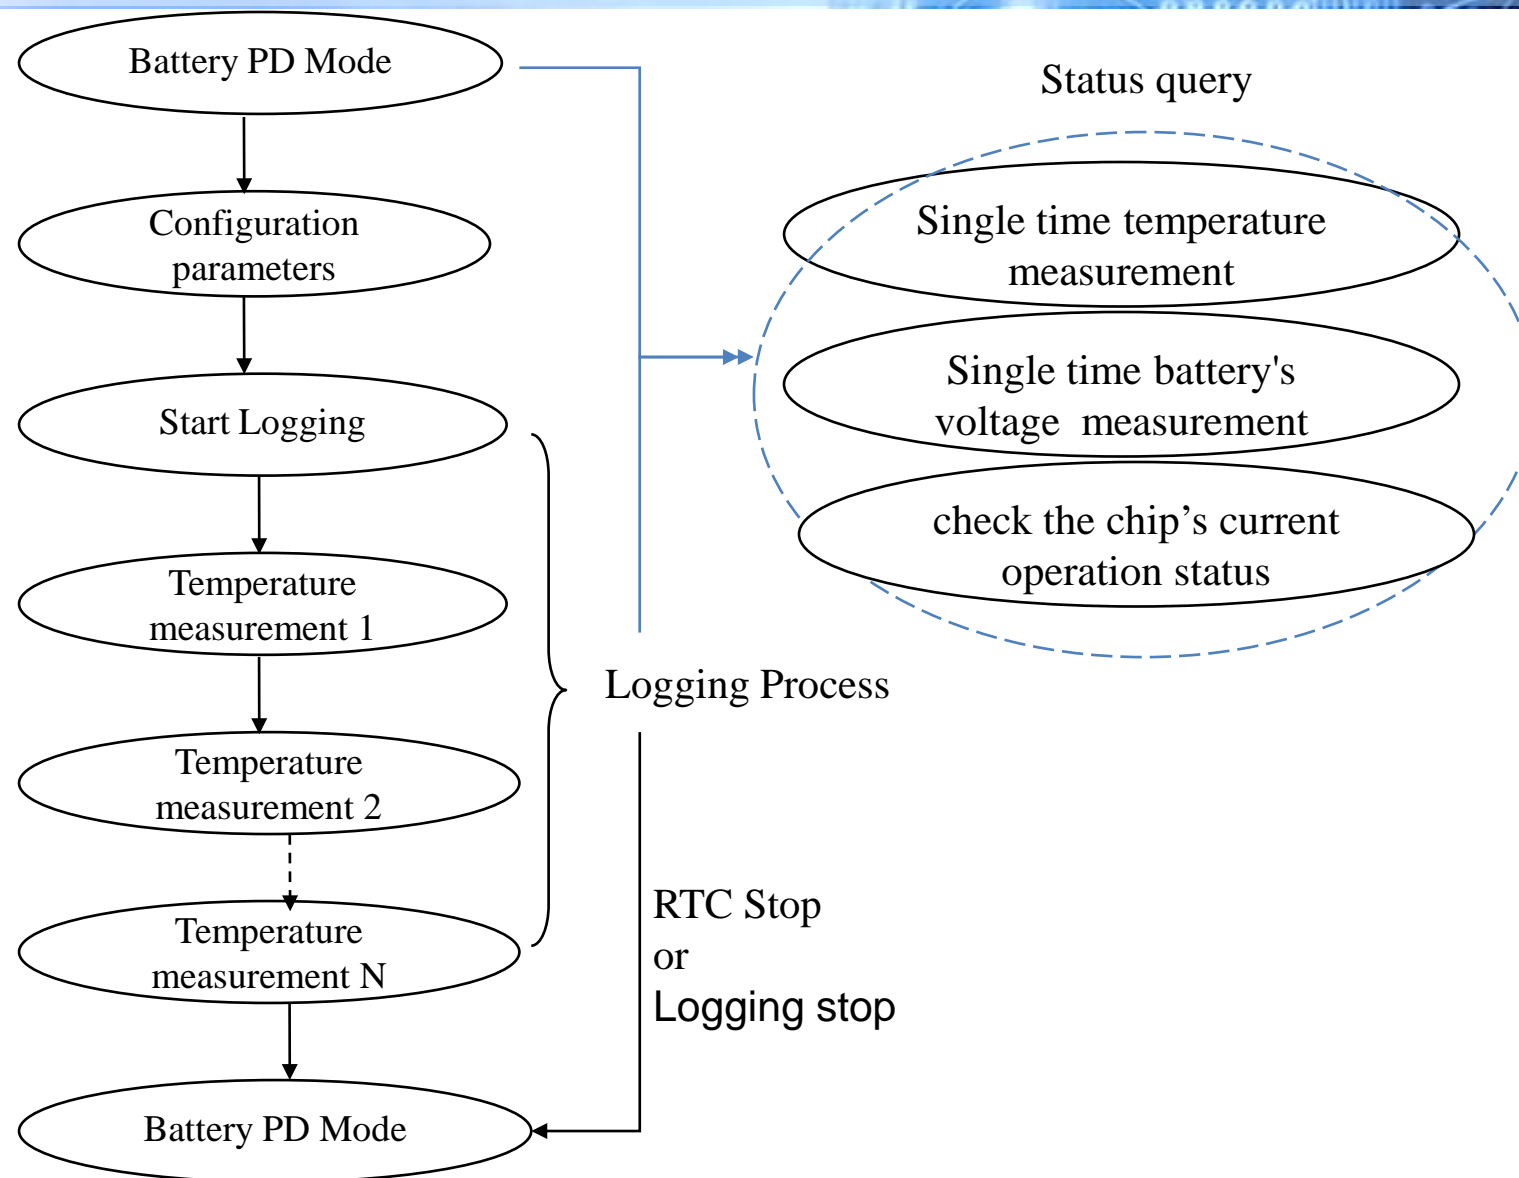 Battery PD Mode
Status query
Configuration
parameters
Single time temperature
measurement
Single time battery's
voltage  measurement
check the chip’s current
operation status
Start Logging
Temperature
measurement 1
Logging Process
Temperature
measurement 2
Temperature
measurement N
RTC Stop
or
Logging stop
Battery PD Mode